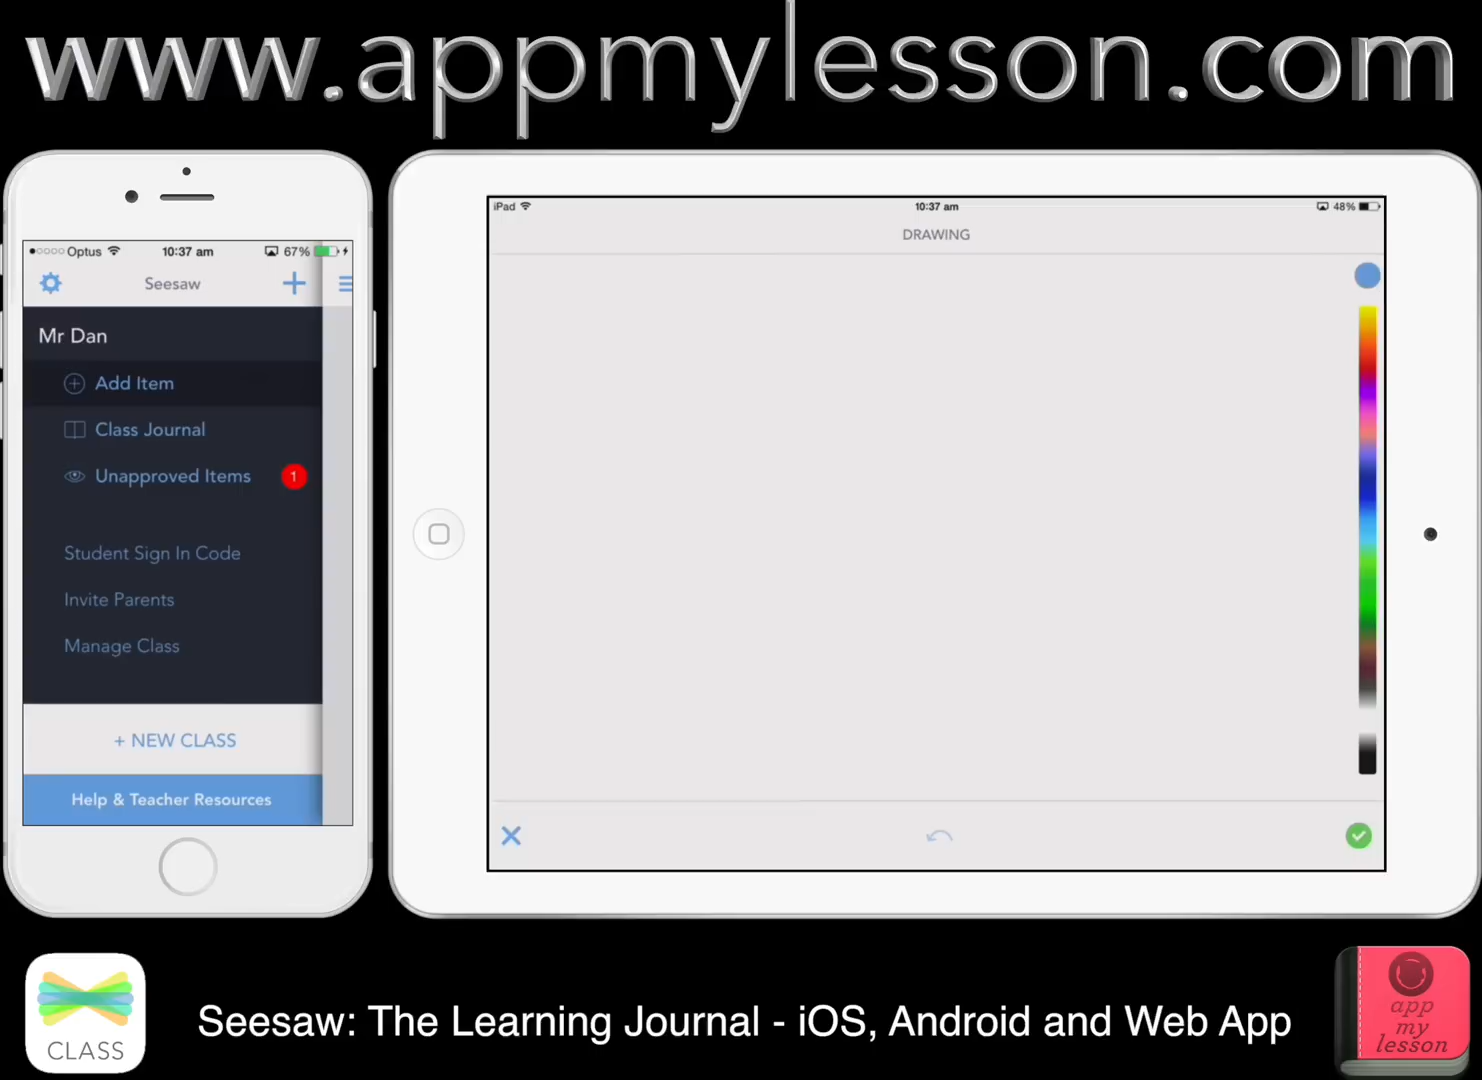 www.appmylesson.com
Optus 10:37 am 67%
Seesaw
Mr Dan
Add Item
Class Journal
Unapproved Items 1
Student Sign In Code
Invite Parents
Manage Class
+ NEW CLASS
Help & Teacher Resources
iPad 10:37 am 48%
DRAWING
CLASS
Seesaw: The Learning Journal - iOS, Android and Web App
app
my
lesson